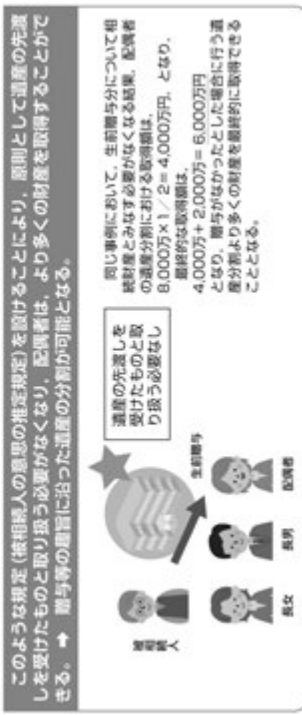 このような規定(被相続人の意思の推定規定)を設けることにより，原則として遺産の先渡
しを受けたものと取り扱う必要がなくなり，配偶者は，より多くの財産を取得することがで
きる。➡ 贈与等の趣旨に沿った遺産の分割が可能となる。
被相続人
遺産の先渡しを
受けたものと取
り扱う必要なし
生前贈与
長女
長男
配偶者
同じ事例において，生前贈与分について相
続財産とみなす必要がなくなる結果，配偶者
の遺産分割における取得額は，
8,000万×1／2＝4,000万円，となり，
最終的な取得額は，
4,000万＋2,000万＝6,000万円
となり，贈与がなかったとした場合に行う遺
産分割より多くの財産を最終的に取得できる
こととなる。